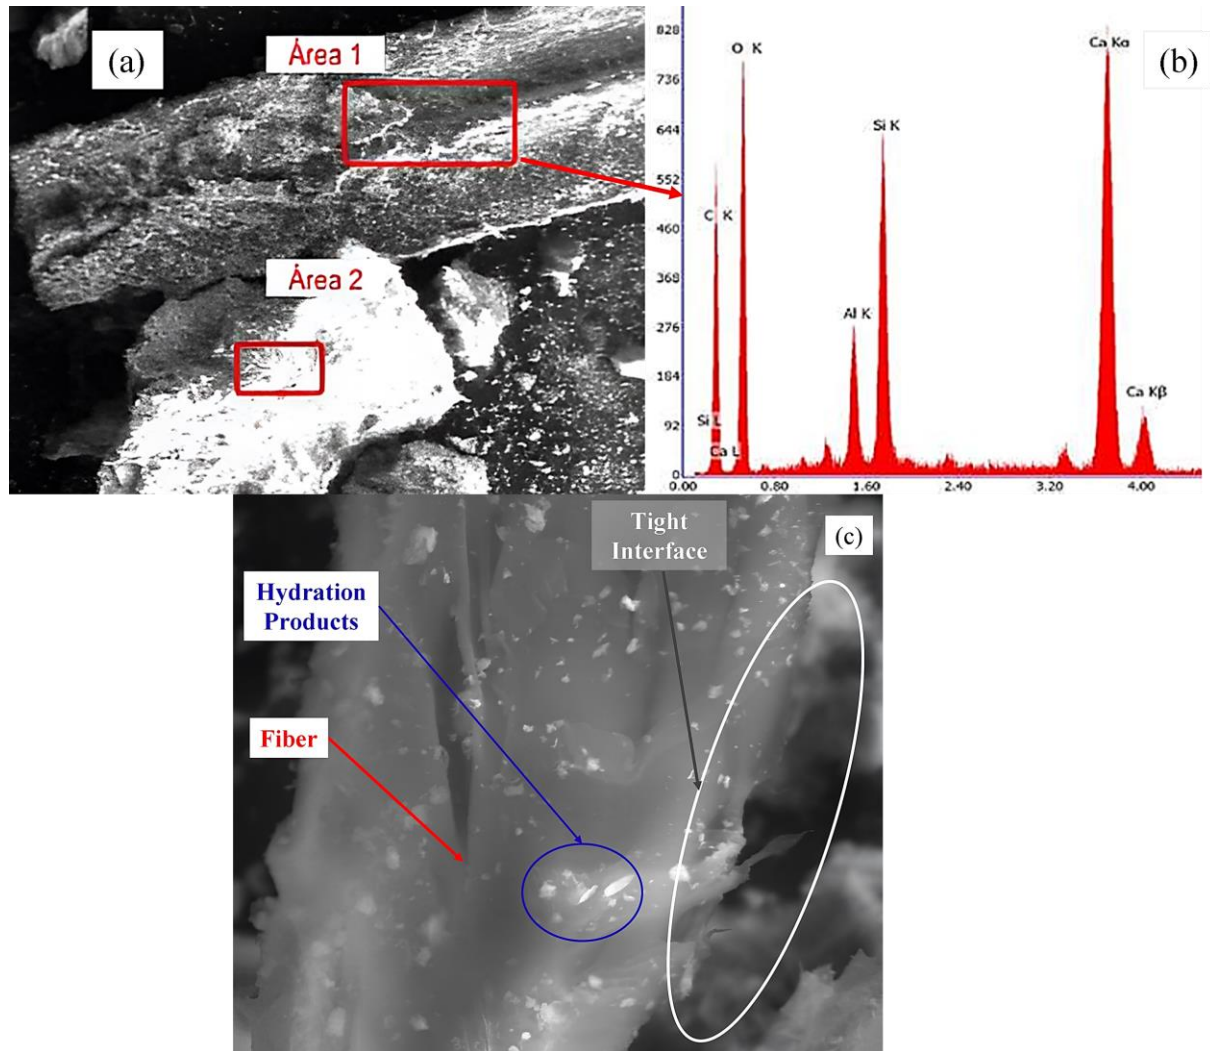 (a)
Área 1
Área 2
(b)
828
736
644
552
460
368
276
184
92
0
O K
C K
Si L
Ca L
Al K
Si K
Ca Kα
Ca Kβ
0.00
0.80
1.60
2.40
3.20
4.00
(c)
Tight
Interface
Hydration
Products
Fiber